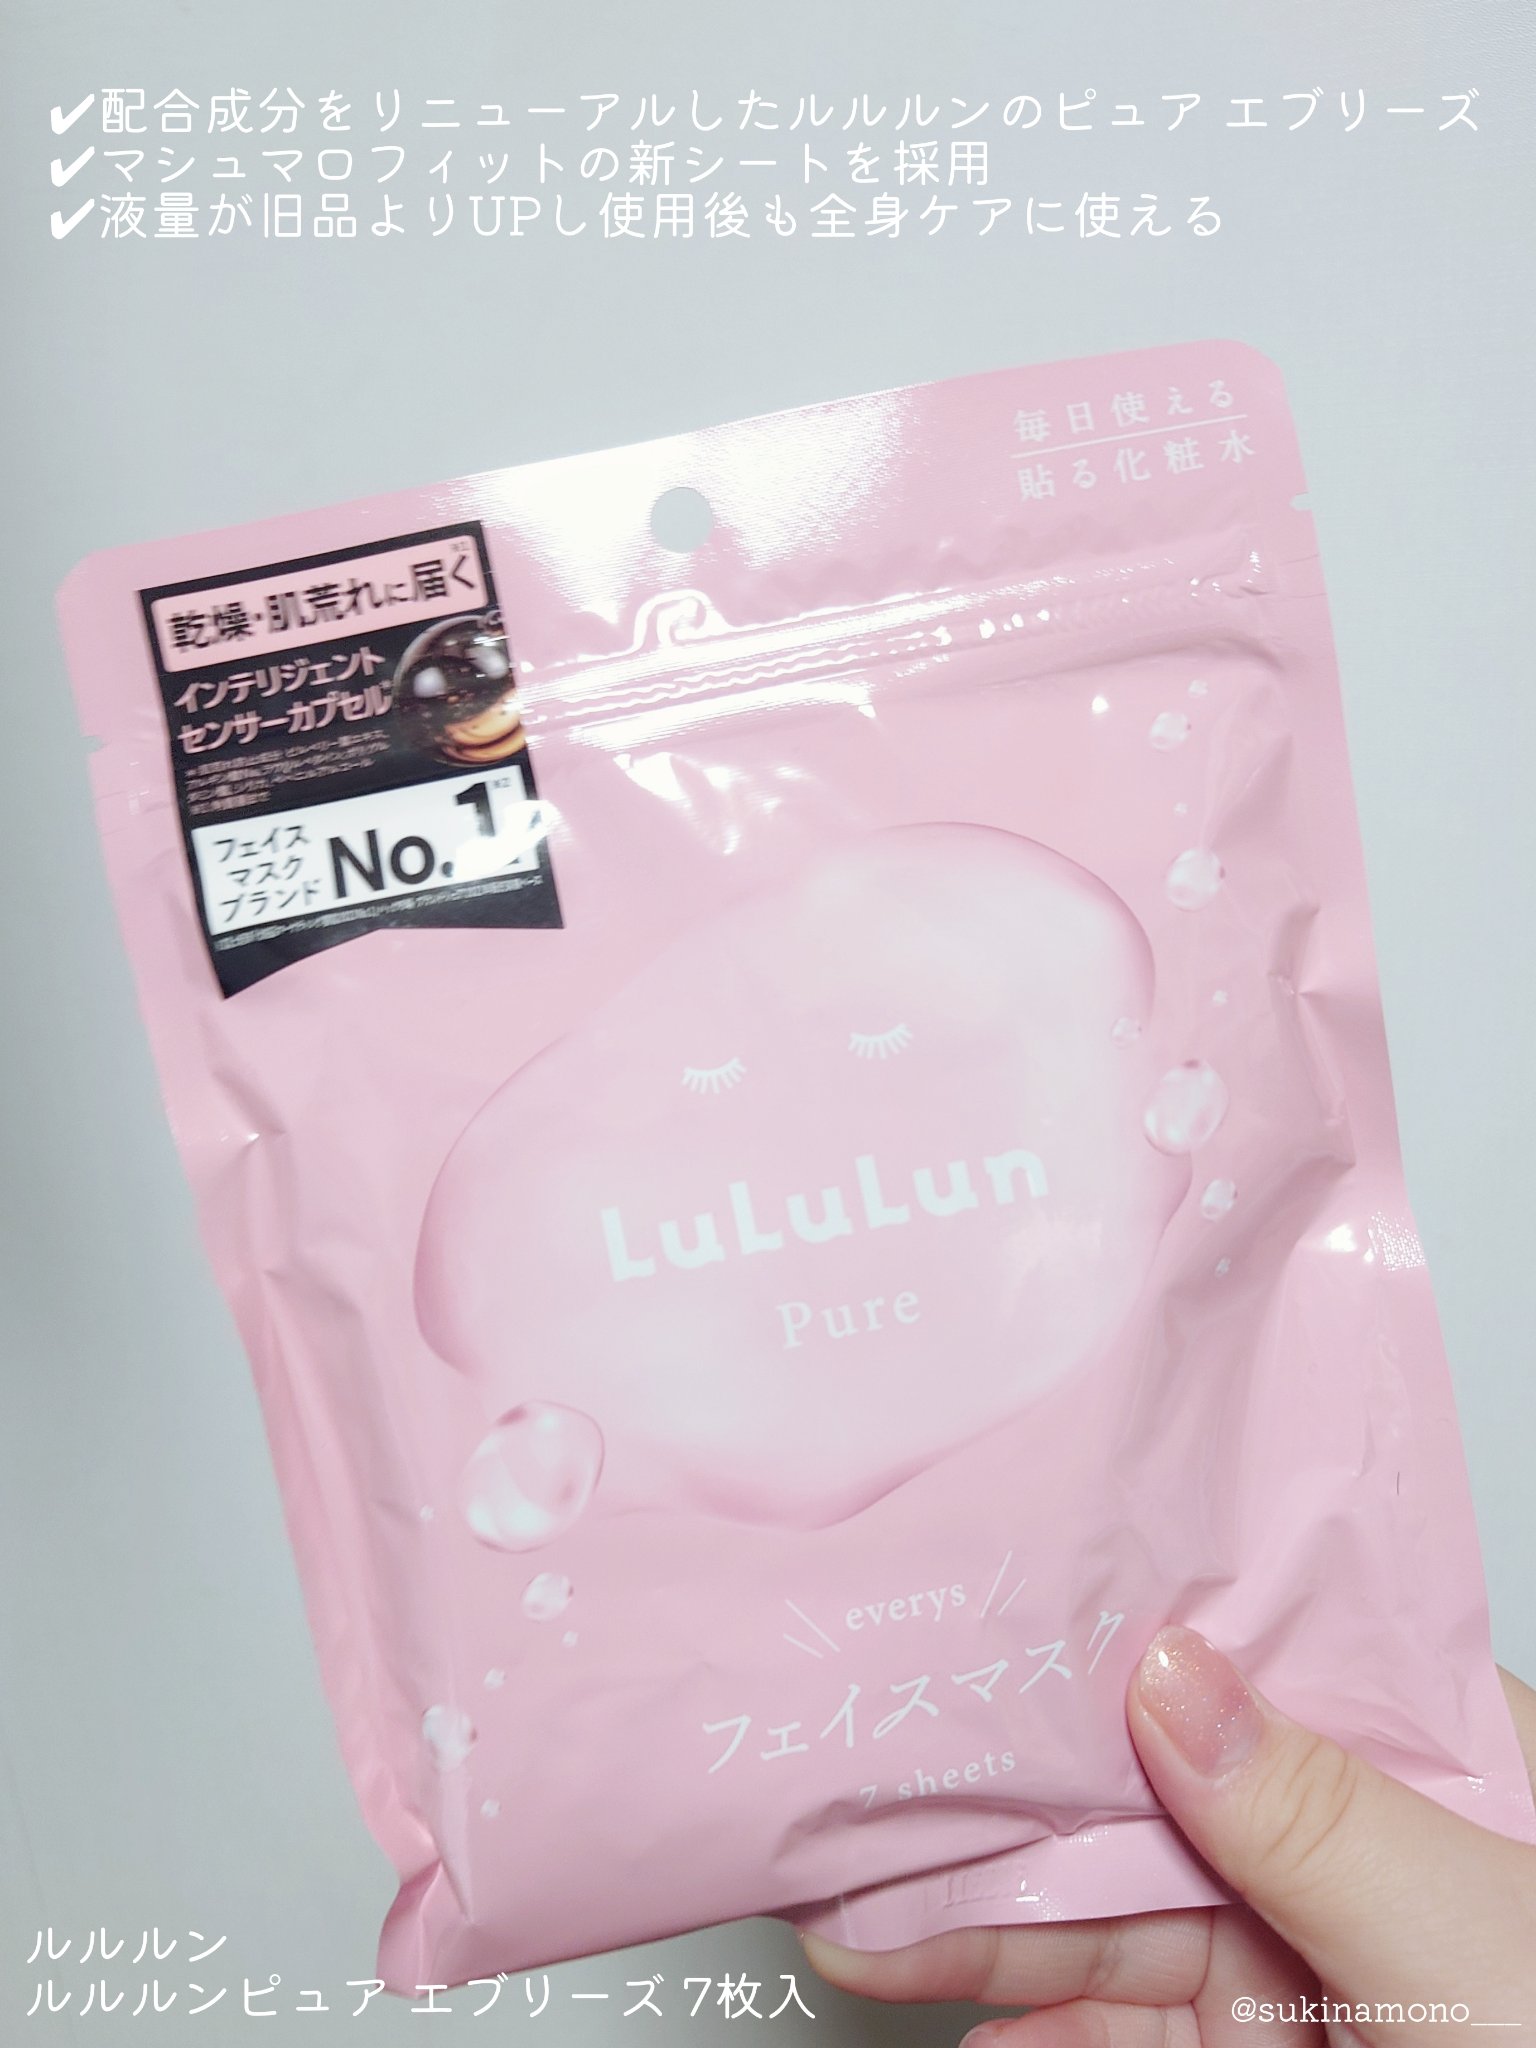 ✔配合成分をリニューアルしたルルルンのピュア エブリーズ
✔マシュマロフィットの新シートを採用
✔液量が旧品よりUPし使用後も全身ケアに使える
毎日使える
貼る化粧水
乾燥・肌荒れに届く※2
インテリジェント
センサーカプセル
フェイス
マスク
ブランド
No.1※2
LuLuLun
Pure
everys
フェイスマスク
7 sheets
ルルルン
ルルルンピュア エブリーズ 7枚入
@sukinamono___